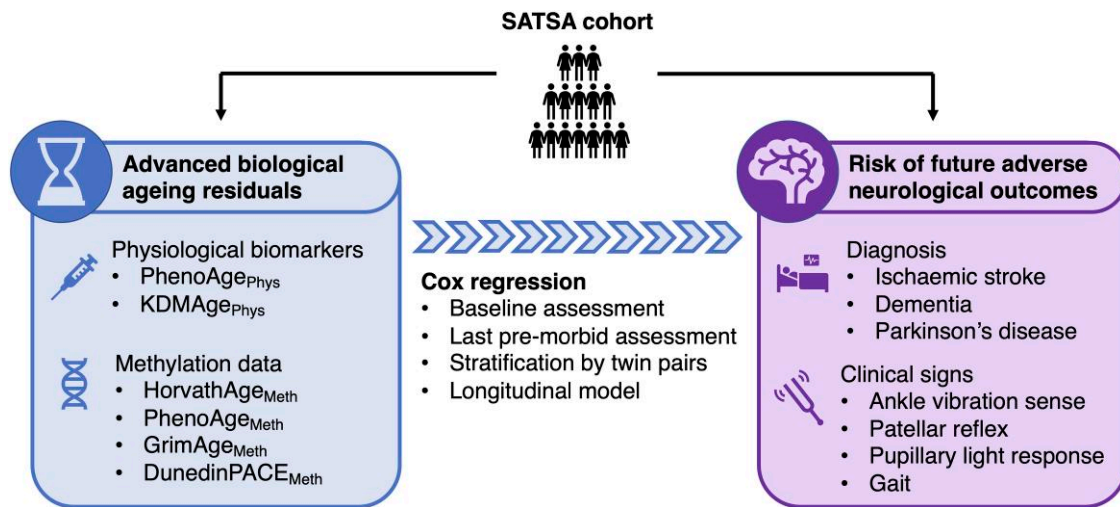 SATSA cohort
Advanced biological
ageing residuals
Physiological biomarkers
• PhenoAgePhys
• KDMAgePhys
Methylation data
• HorvathAgeMeth
• PhenoAgeMeth
• GrimAgeMeth
• DunedinPACEMeth
Cox regression
• Baseline assessment
• Last pre-morbid assessment
• Stratification by twin pairs
• Longitudinal model
Risk of future adverse
neurological outcomes
Diagnosis
• Ischaemic stroke
• Dementia
• Parkinson's disease
Clinical signs
• Ankle vibration sense
• Patellar reflex
• Pupillary light response
• Gait